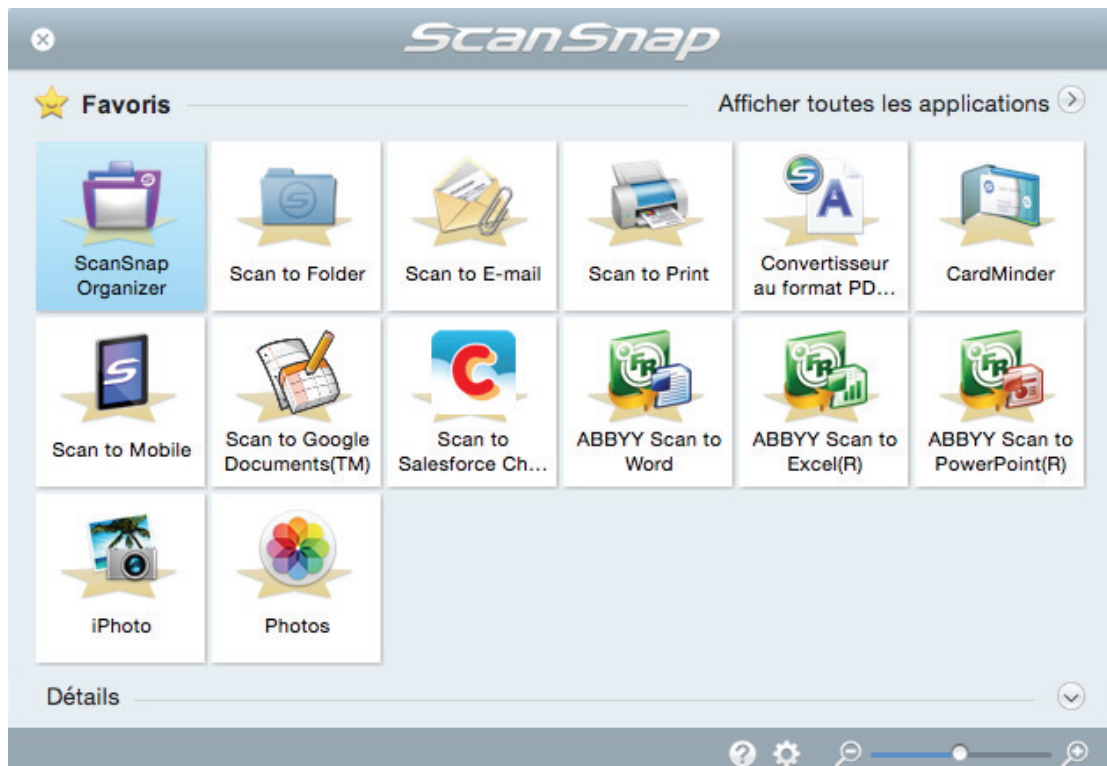 ScanSnap
Favoris
Afficher toutes les applications
ScanSnap
Organizer
Scan to Folder
Scan to E-mail
Scan to Print
Convertisseur
au format PD...
CardMinder
Scan to Mobile
Scan to Google
Documents(TM)
Scan to
Salesforce Ch...
ABBYY Scan to
Word
ABBYY Scan to
Excel(R)
ABBYY Scan to
PowerPoint(R)
iPhoto
Photos
Détails